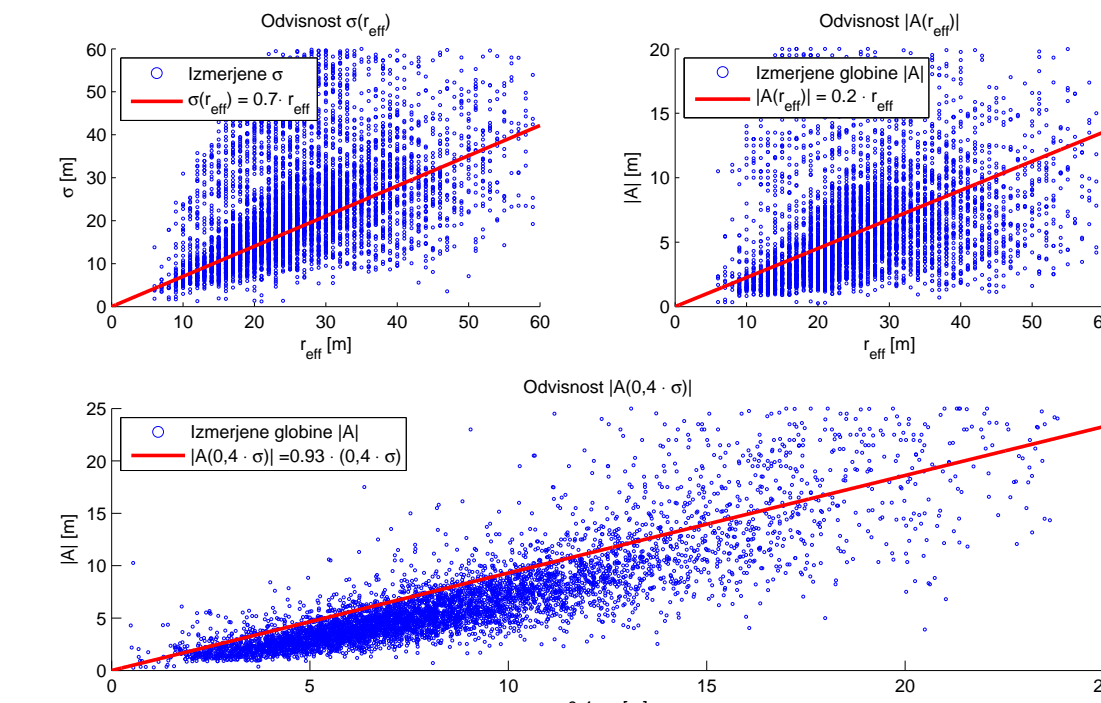 Odvisnost σ(r_eff)
60
50
40
30
20
10
0
σ [m]
Izmerjene σ
σ(r_eff) = 0.7· r_eff
0 10 20 30 40 50 60
r_eff [m]
Odvisnost |A(r_eff)|
20
15
10
5
0
|A| [m]
Izmerjene globine |A|
|A(r_eff)| = 0.2 · r_eff
0 10 20 30 40 50
r_eff [m]
Odvisnost |A(0,4 · σ)|
25
20
15
10
5
0
|A| [m]
Izmerjene globine |A|
|A(0,4 · σ)| =0.93 · (0,4 · σ)
0 5 10 15 20